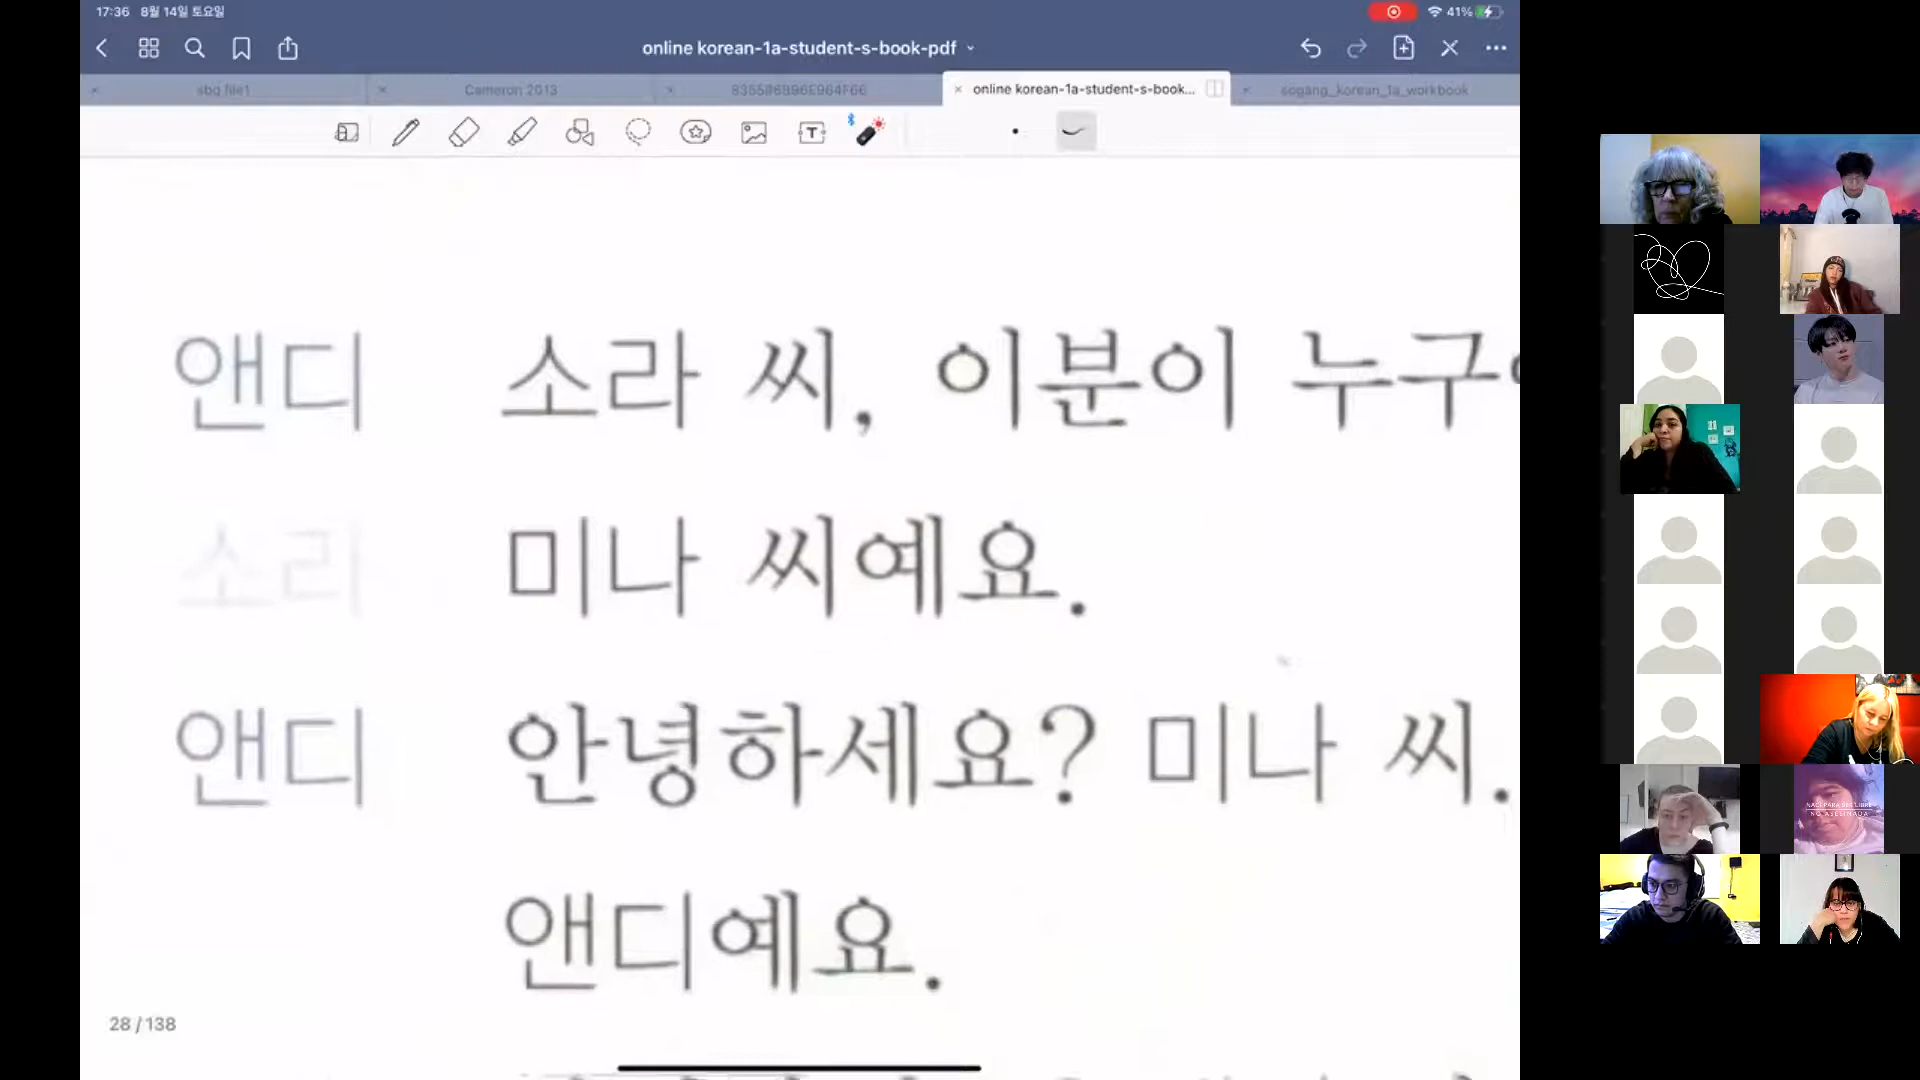 17:36 8월 14일 토요일
41%
online korean-1a-student-s-book-pdf
sbq file1
Cameron 2013
online korean-1a-student-s-book...
sogang_korean_1a_workbook
앤디 소라 씨, 이분이 누구
소라 미나 씨예요.
앤디 안녕하세요? 미나 씨.
앤디예요.
28 / 138